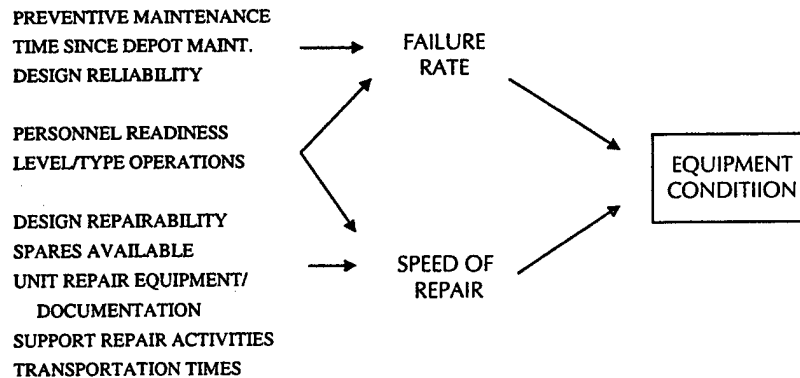 PREVENTIVE MAINTENANCE
TIME SINCE DEPOT MAINT.
DESIGN RELIABILITY
PERSONNEL READINESS
LEVEL/TYPE OPERATIONS
DESIGN REPAIRABILITY
SPARES AVAILABLE
UNIT REPAIR EQUIPMENT/
DOCUMENTATION
SUPPORT REPAIR ACTIVITIES
TRANSPORTATION TIMES
FAILURE
RATE
SPEED OF
REPAIR
EQUIPMENT
CONDITIION